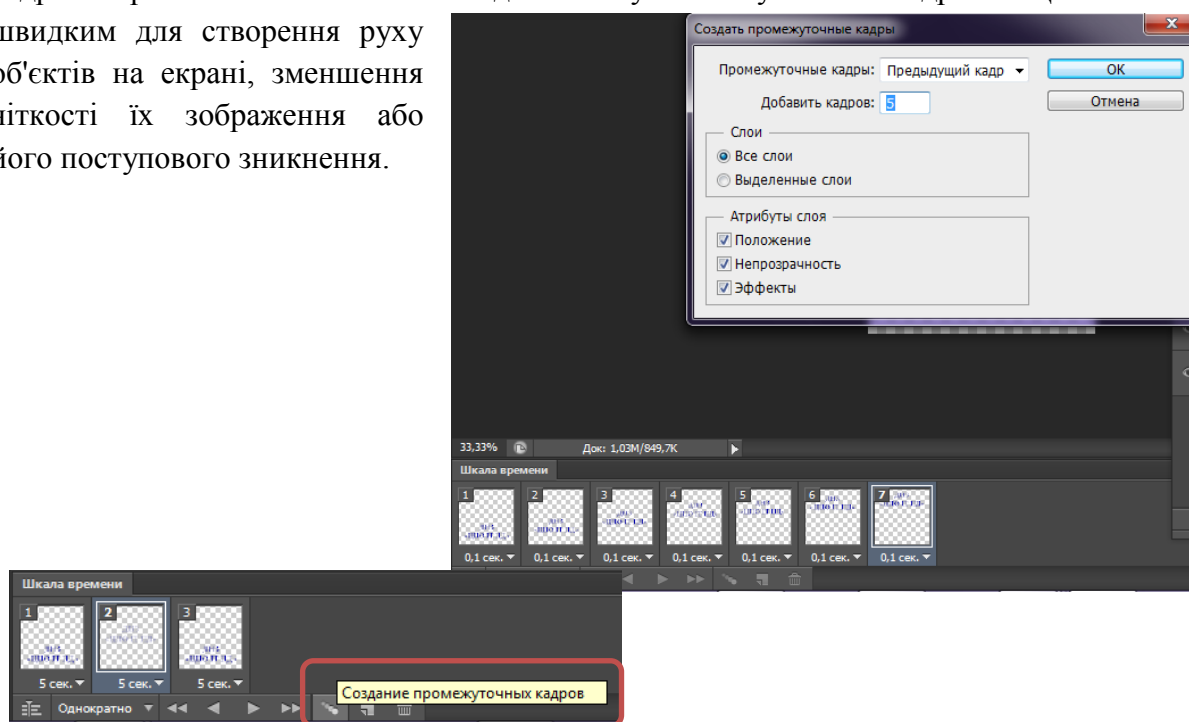 швидким для створення руху
об'єктів на екрані, зменшення
чіткості їх зображення або
його поступового зникнення.
Создать промежуточные кадры
Промежуточные кадры: Предыдущий кадр
ОК
Добавить кадров: 5
Отмена
Слои
Все слои
Выделенные слои
Атрибуты слоя
Положение
Непрозрачность
Эффекты
33,33% Док: 1,03M/849,7K
Шкала времени
1 2 3 4 5 6 7
0,1 сек. 0,1 сек. 0,1 сек. 0,1 сек. 0,1 сек. 0,1 сек. 0,1 сек.
Шкала времени
1 2 3
5 сек. 5 сек. 5 сек.
Однократно
Создание промежуточных кадров